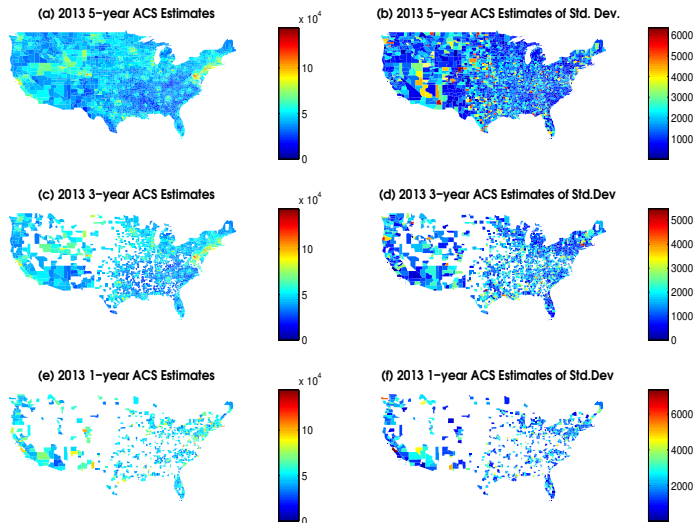 (a) 2013 5−year ACS Estimates
x 10^4
10
5
0
(b) 2013 5−year ACS Estimates of Std. Dev.
6000
5000
4000
3000
2000
1000
(c) 2013 3−year ACS Estimates
x 10^4
10
5
0
(d) 2013 3−year ACS Estimates of Std.Dev
5000
4000
3000
2000
1000
0
(e) 2013 1−year ACS Estimates
x 10^4
10
5
0
(f) 2013 1−year ACS Estimates of Std.Dev
6000
4000
2000